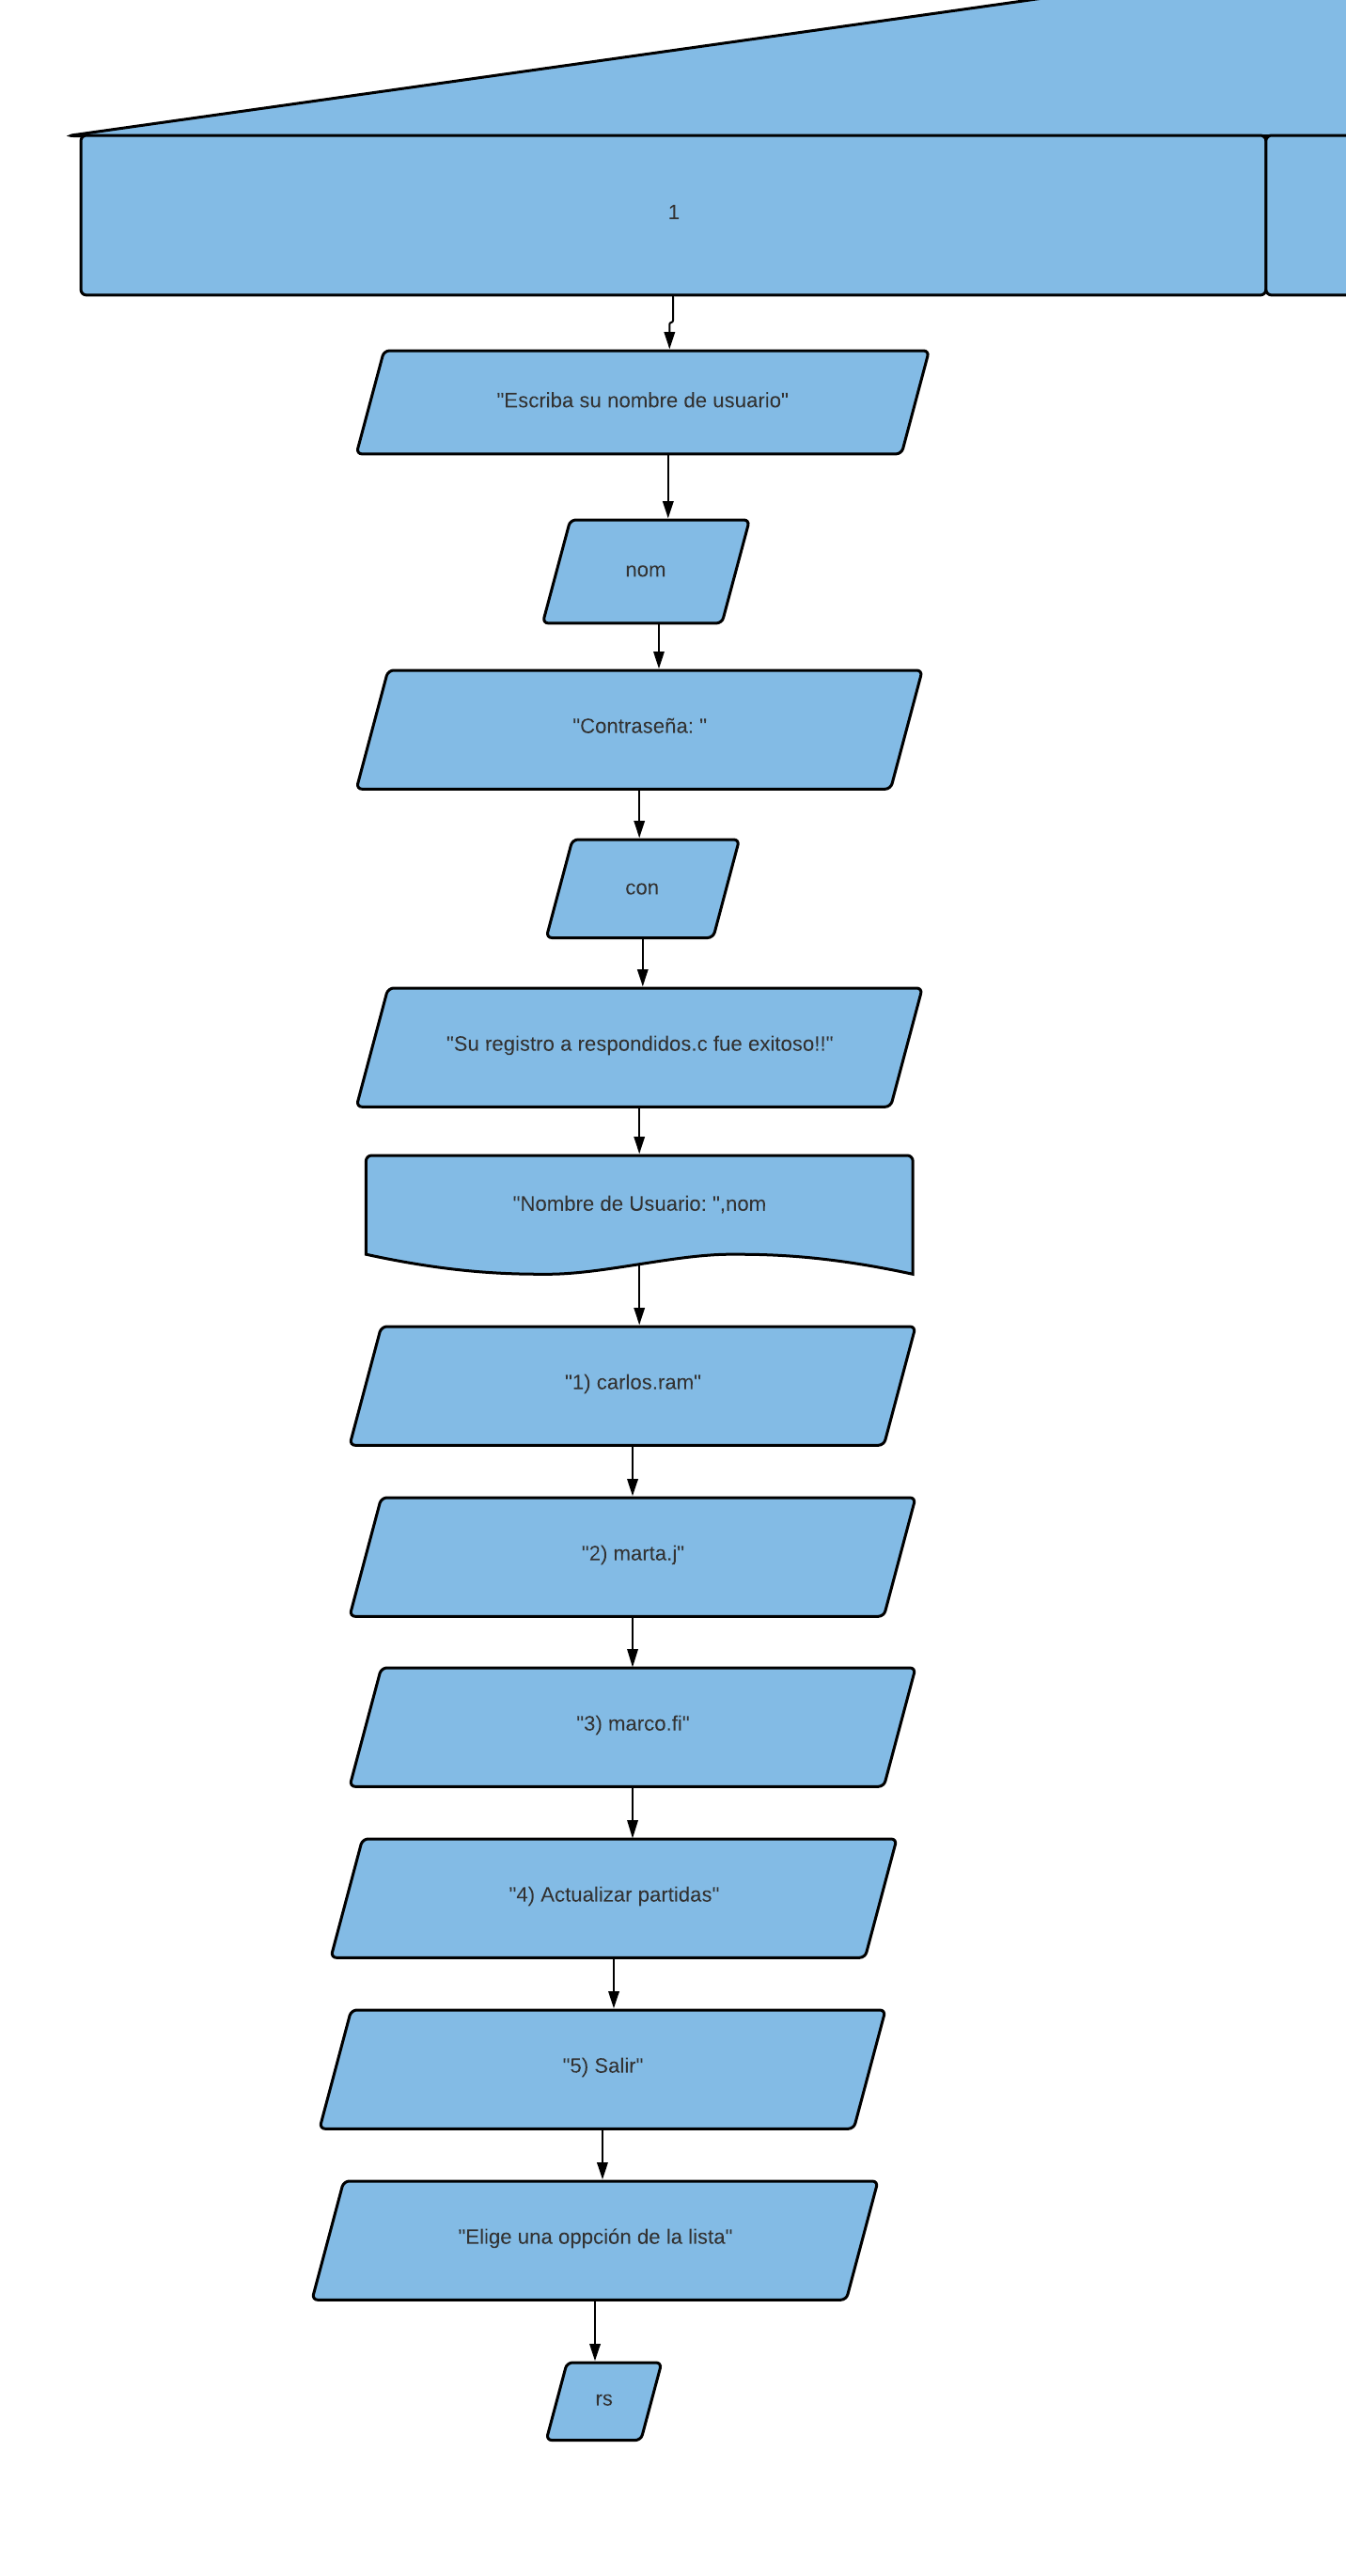 1
"Escriba su nombre de usuario"
nom
"Contraseña: "
con
"Su registro a respondidos.c fue exitoso!!"
"Nombre de Usuario: ",nom
"1) carlos.ram"
"2) marta.j"
"3) marco.fi"
"4) Actualizar partidas"
"5) Salir"
"Elige una oppción de la lista"
rs